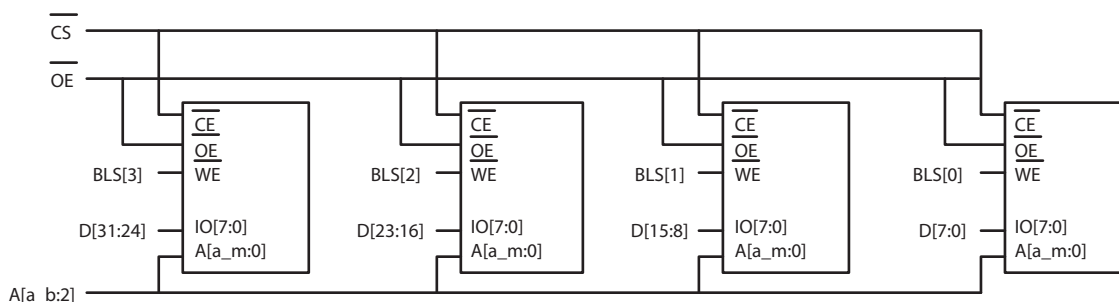 CS
OE
CE
OE
WE
IO[7:0]
A[a_m:0]
BLS[3]
D[31:24]
CE
OE
WE
IO[7:0]
A[a_m:0]
BLS[2]
D[23:16]
CE
OE
WE
IO[7:0]
A[a_m:0]
BLS[1]
D[15:8]
CE
OE
WE
IO[7:0]
A[a_m:0]
BLS[0]
D[7:0]
A[a_b:2]